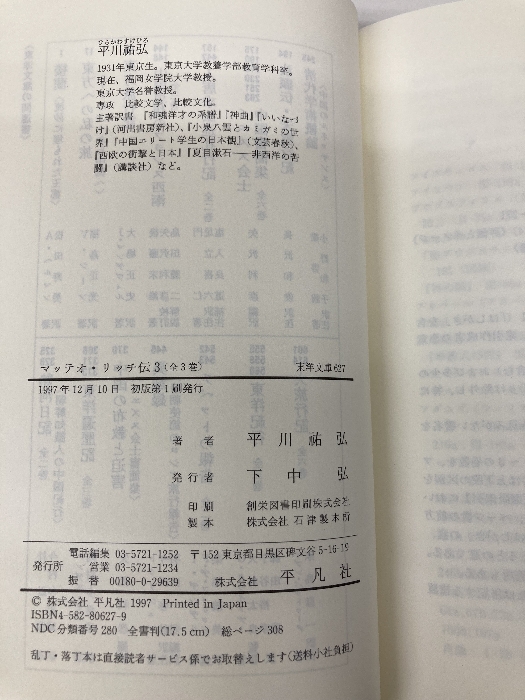 ひらかわすけひろ
平川祐弘
1931年東京生。東京大学教養学部教育学科卒。
現在、福岡女学院大学教授。
東京大学名誉教授。
専攻 比較文学、比較文化。
主著訳書 『和魂洋才の系譜』『神曲』『いいなづ
け』(河出書房新社)、『小泉八雲とカミガミの世
界』『中国エリート学生の日本観』(文芸春秋)、
『西欧の衝撃と日本』『夏目漱石——非西洋の苦
闘』(講談社)など。
マッテオ・リッチ伝3(全3巻) 東洋文庫627
1997年12月10日 初版第1刷発行
著者 平川祐弘
発行者 下中弘
印刷 創栄図書印刷株式会社
製本 株式会社石津製本所
電話編集 03-5721-1252 〒152 東京都目黒区碑文谷5-16-19
発行所 営業 03-5721-1234
振替 00180-0-29639 株式会社 平凡社
© 株式会社 平凡社 1997 Printed in Japan
ISBN4-582-80627-9
NDC分類番号280 全書判(17.5cm) 総ページ308
乱丁・落丁本は直接読者サービス係でお取替えします(送料小社負担)